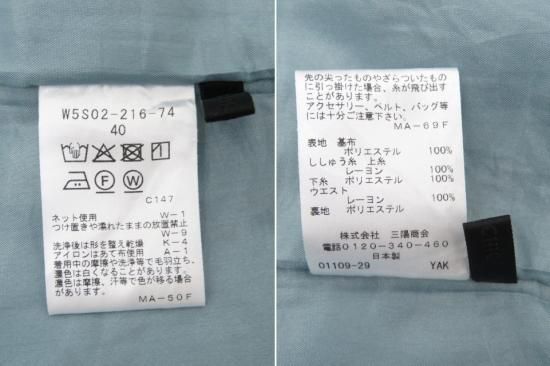 W5S02-216-74
40
C147
ネット使用 W-1
つけ置きや濡れたままの放置禁止
W-9
洗浄後は形を整え乾燥 K-4
アイロンはあて布使用 A-1
着用中の摩擦や洗浄等で毛羽立ち、
濃色は白くなることがあります。
濃色は摩擦、汗等で色が移る場合
があります。
MA-50F
先の尖ったものやざらついたもの
に引っ掛けた場合、糸が飛び出す
ことがあります。
アクセサリー、ベルト、バッグ等
には十分ご注意下さい。
MA-69F
表地 基布
ポリエステル 100%
ししゅう糸 上糸
レーヨン 100%
下糸 ポリエステル 100%
ウエスト
レーヨン 100%
裏地 ポリエステル
株式会社 三陽商会
電話0120-340-460
日本製
01109-29 YAK